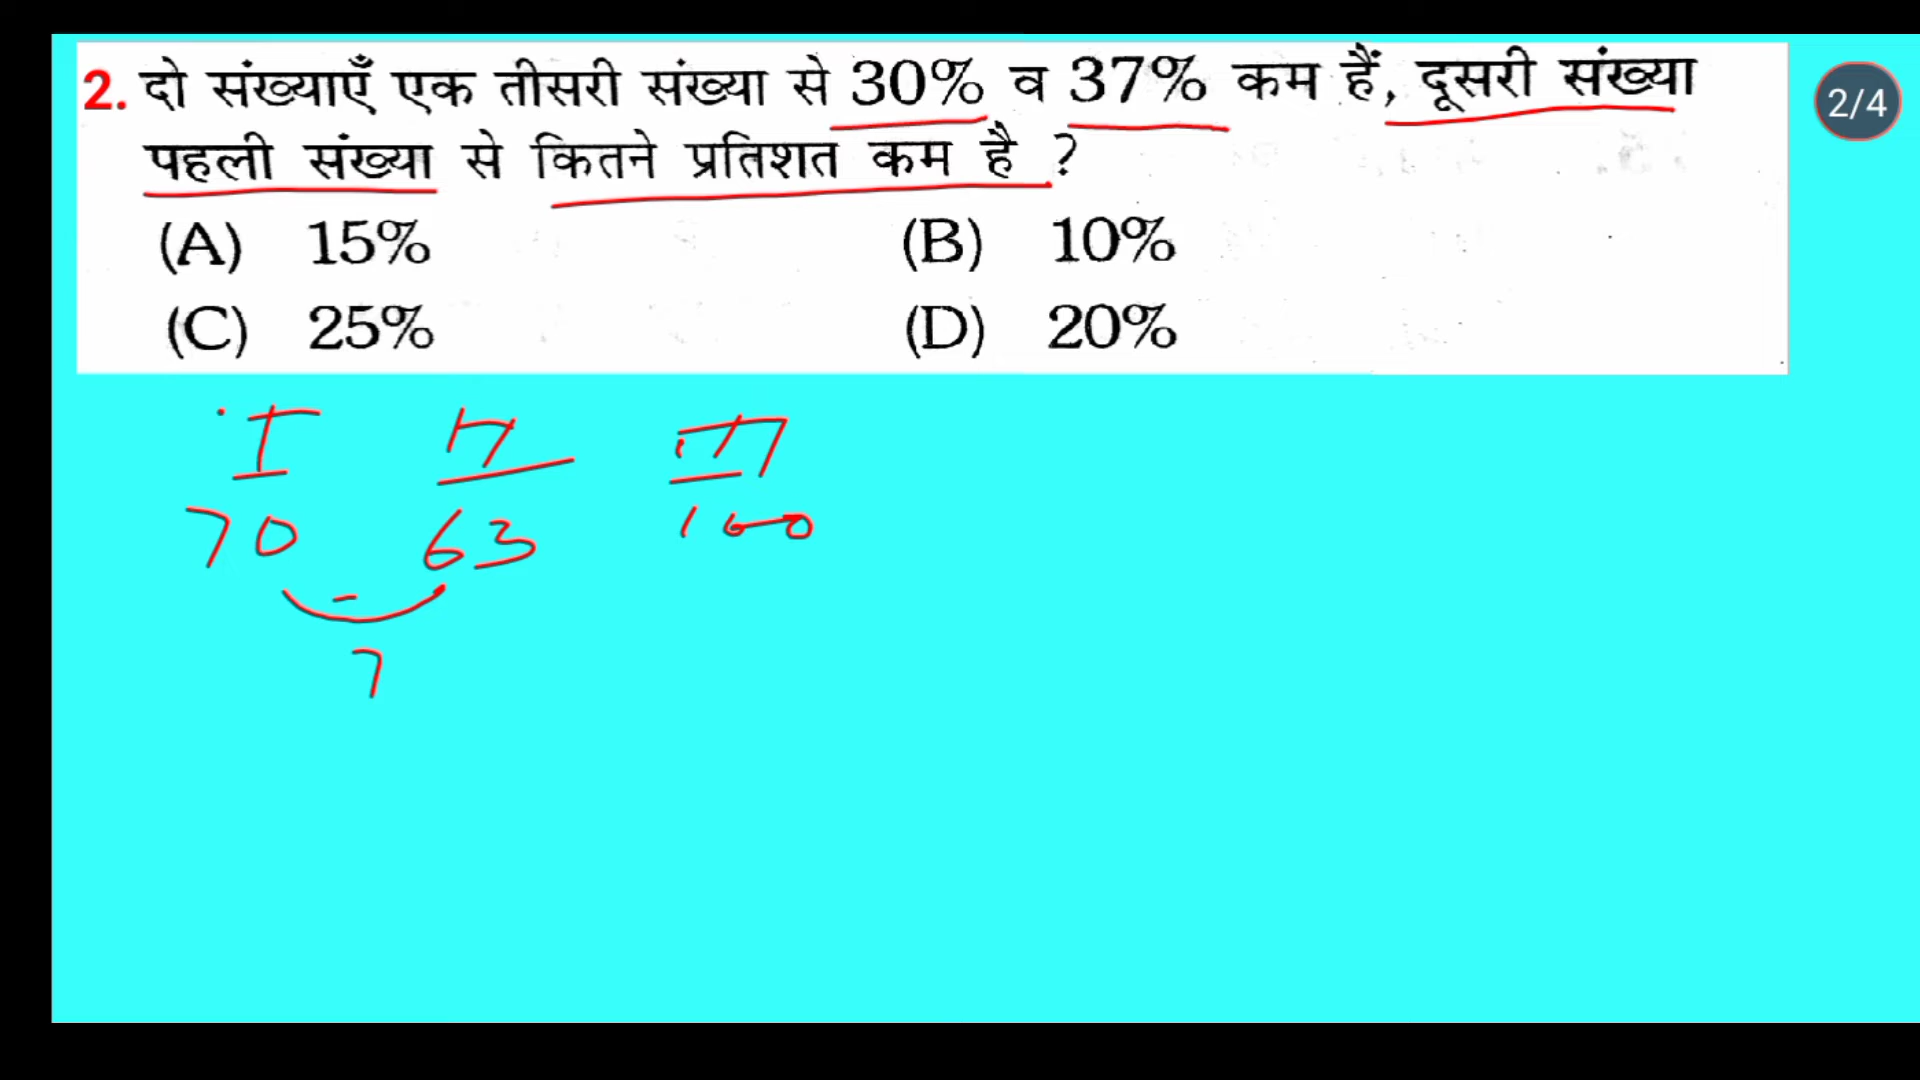 2. दो संख्याएँ एक तीसरी संख्या से 30% व 37% कम हैं, दूसरी संख्या
2/4
पहली संख्या से कितने प्रतिशत कम है ?
(A) 15% (B) 10%
(C) 25% (D) 20%
I II III
70 63 100
-
7